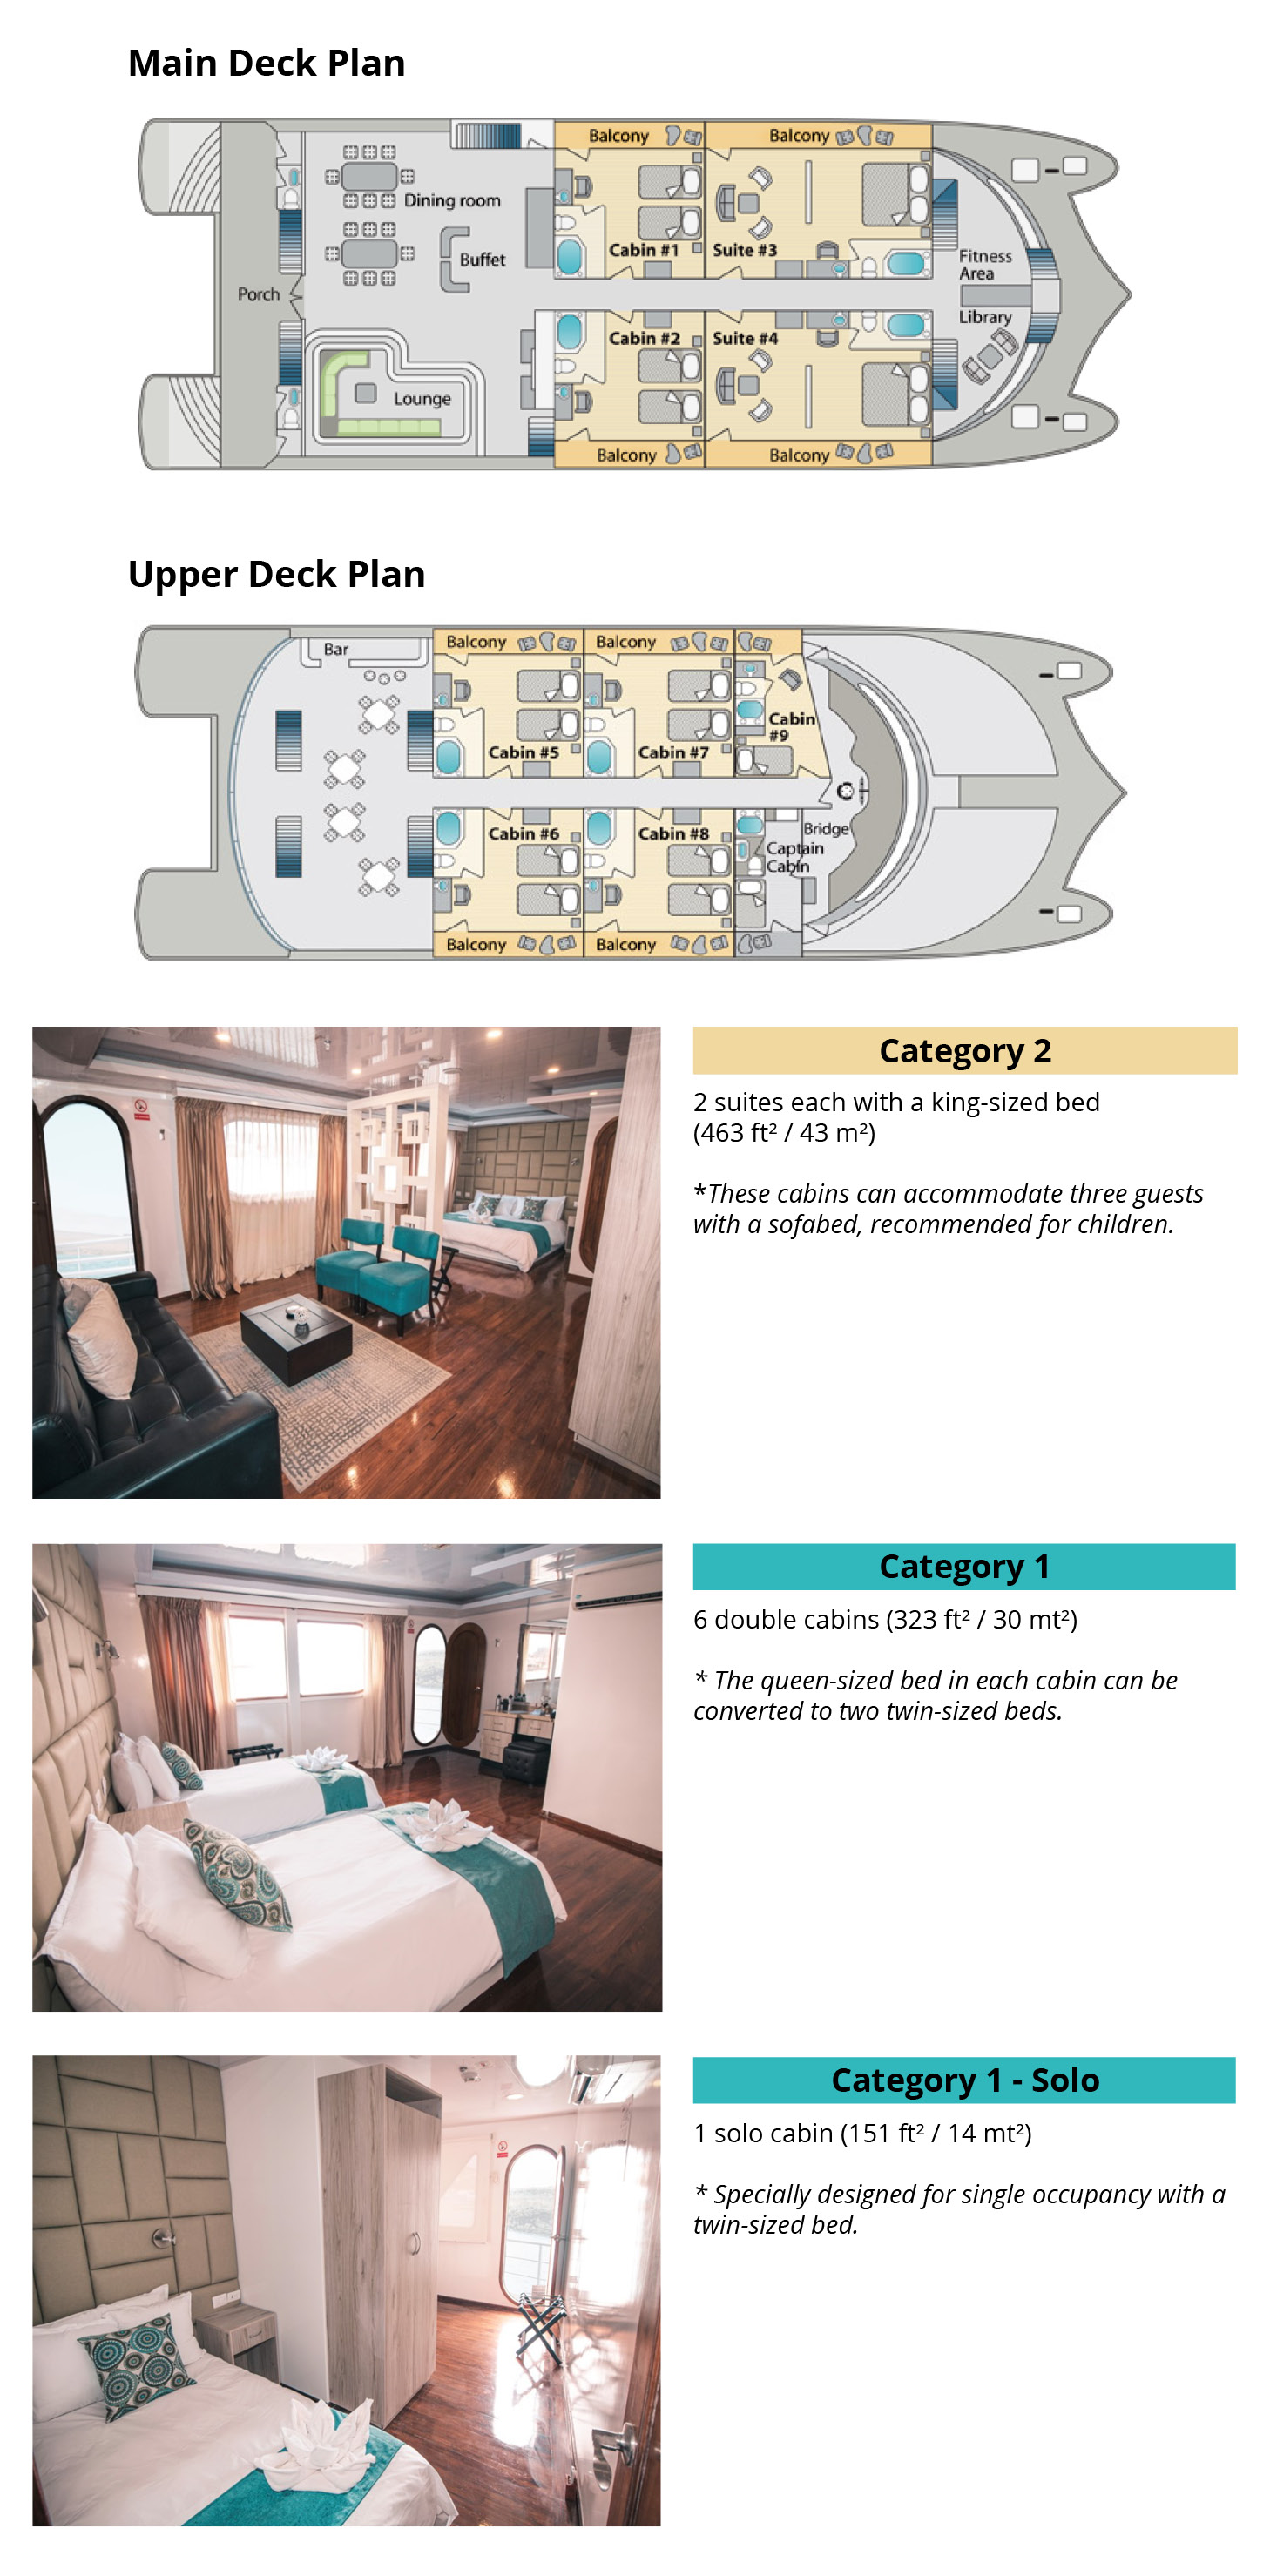 Main Deck Plan
Balcony
Balcony
Dining room
Buffet
Cabin #1
Suite #3
Fitness
Area
Porch
Library
Cabin #2
Suite #4
Lounge
Balcony
Balcony
Upper Deck Plan
Bar
Balcony
Balcony
Cabin
#9
Cabin #5
Cabin #7
Cabin #6
Cabin #8
Bridge
Captain
Cabin
Balcony
Balcony
Category 2
2 suites each with a king-sized bed
(463 ft² / 43 m²)
*These cabins can accommodate three guests
with a sofabed, recommended for children.
Category 1
6 double cabins (323 ft² / 30 mt²)
* The queen-sized bed in each cabin can be
converted to two twin-sized beds.
Category 1 - Solo
1 solo cabin (151 ft² / 14 mt²)
* Specially designed for single occupancy with a
twin-sized bed.